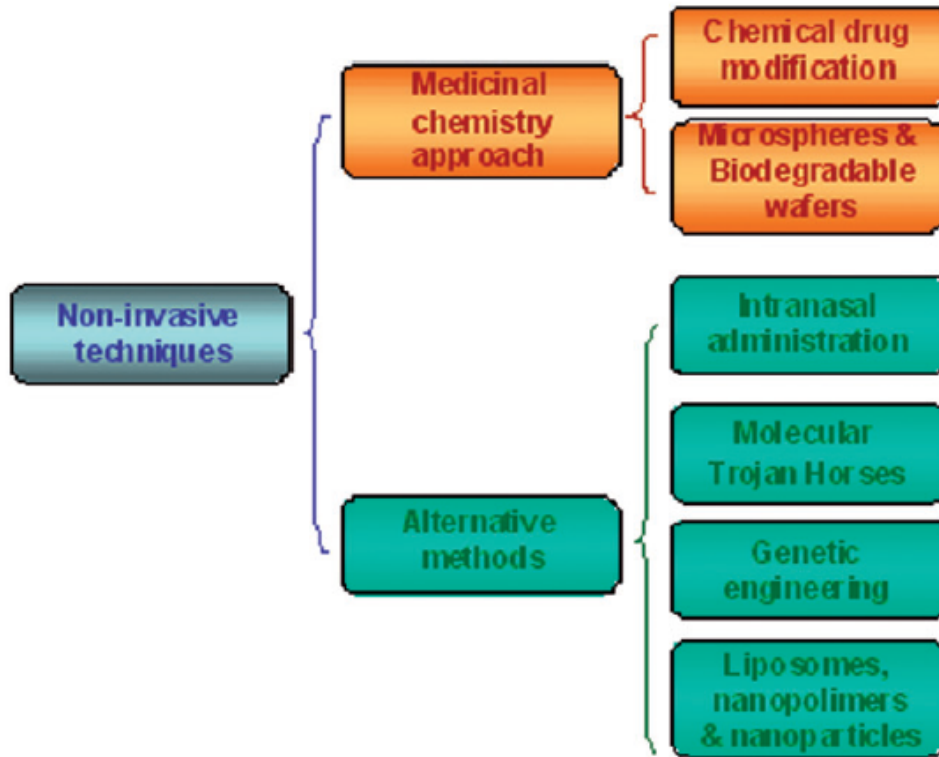 Non-invasive
techniques
Medicinal
chemistry
approach
Chemical drug
modification
Microspheres &
Biodegradable
wafers
Alternative
methods
Intranasal
administration
Molecular
Trojan Horses
Genetic
engineering
Liposomes,
nanopolimers
& nanoparticles